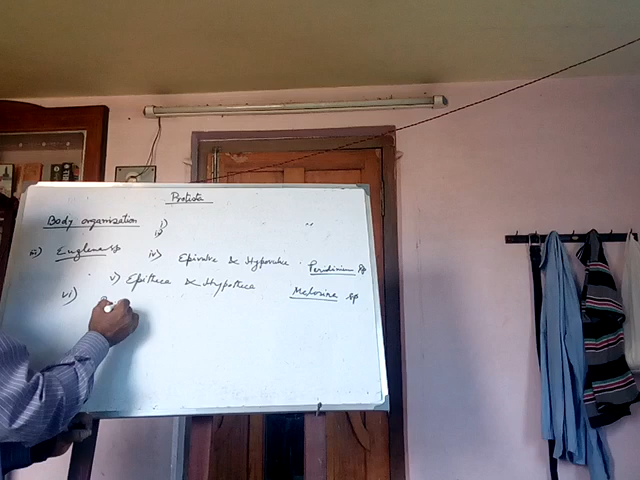 Protista
Body organization i) "
ii)
iii) Euglena sp iv) Epivalve & Hypovalve. Peridinium sp
v) Epitheca & Hypotheca Melosira sp
vi)